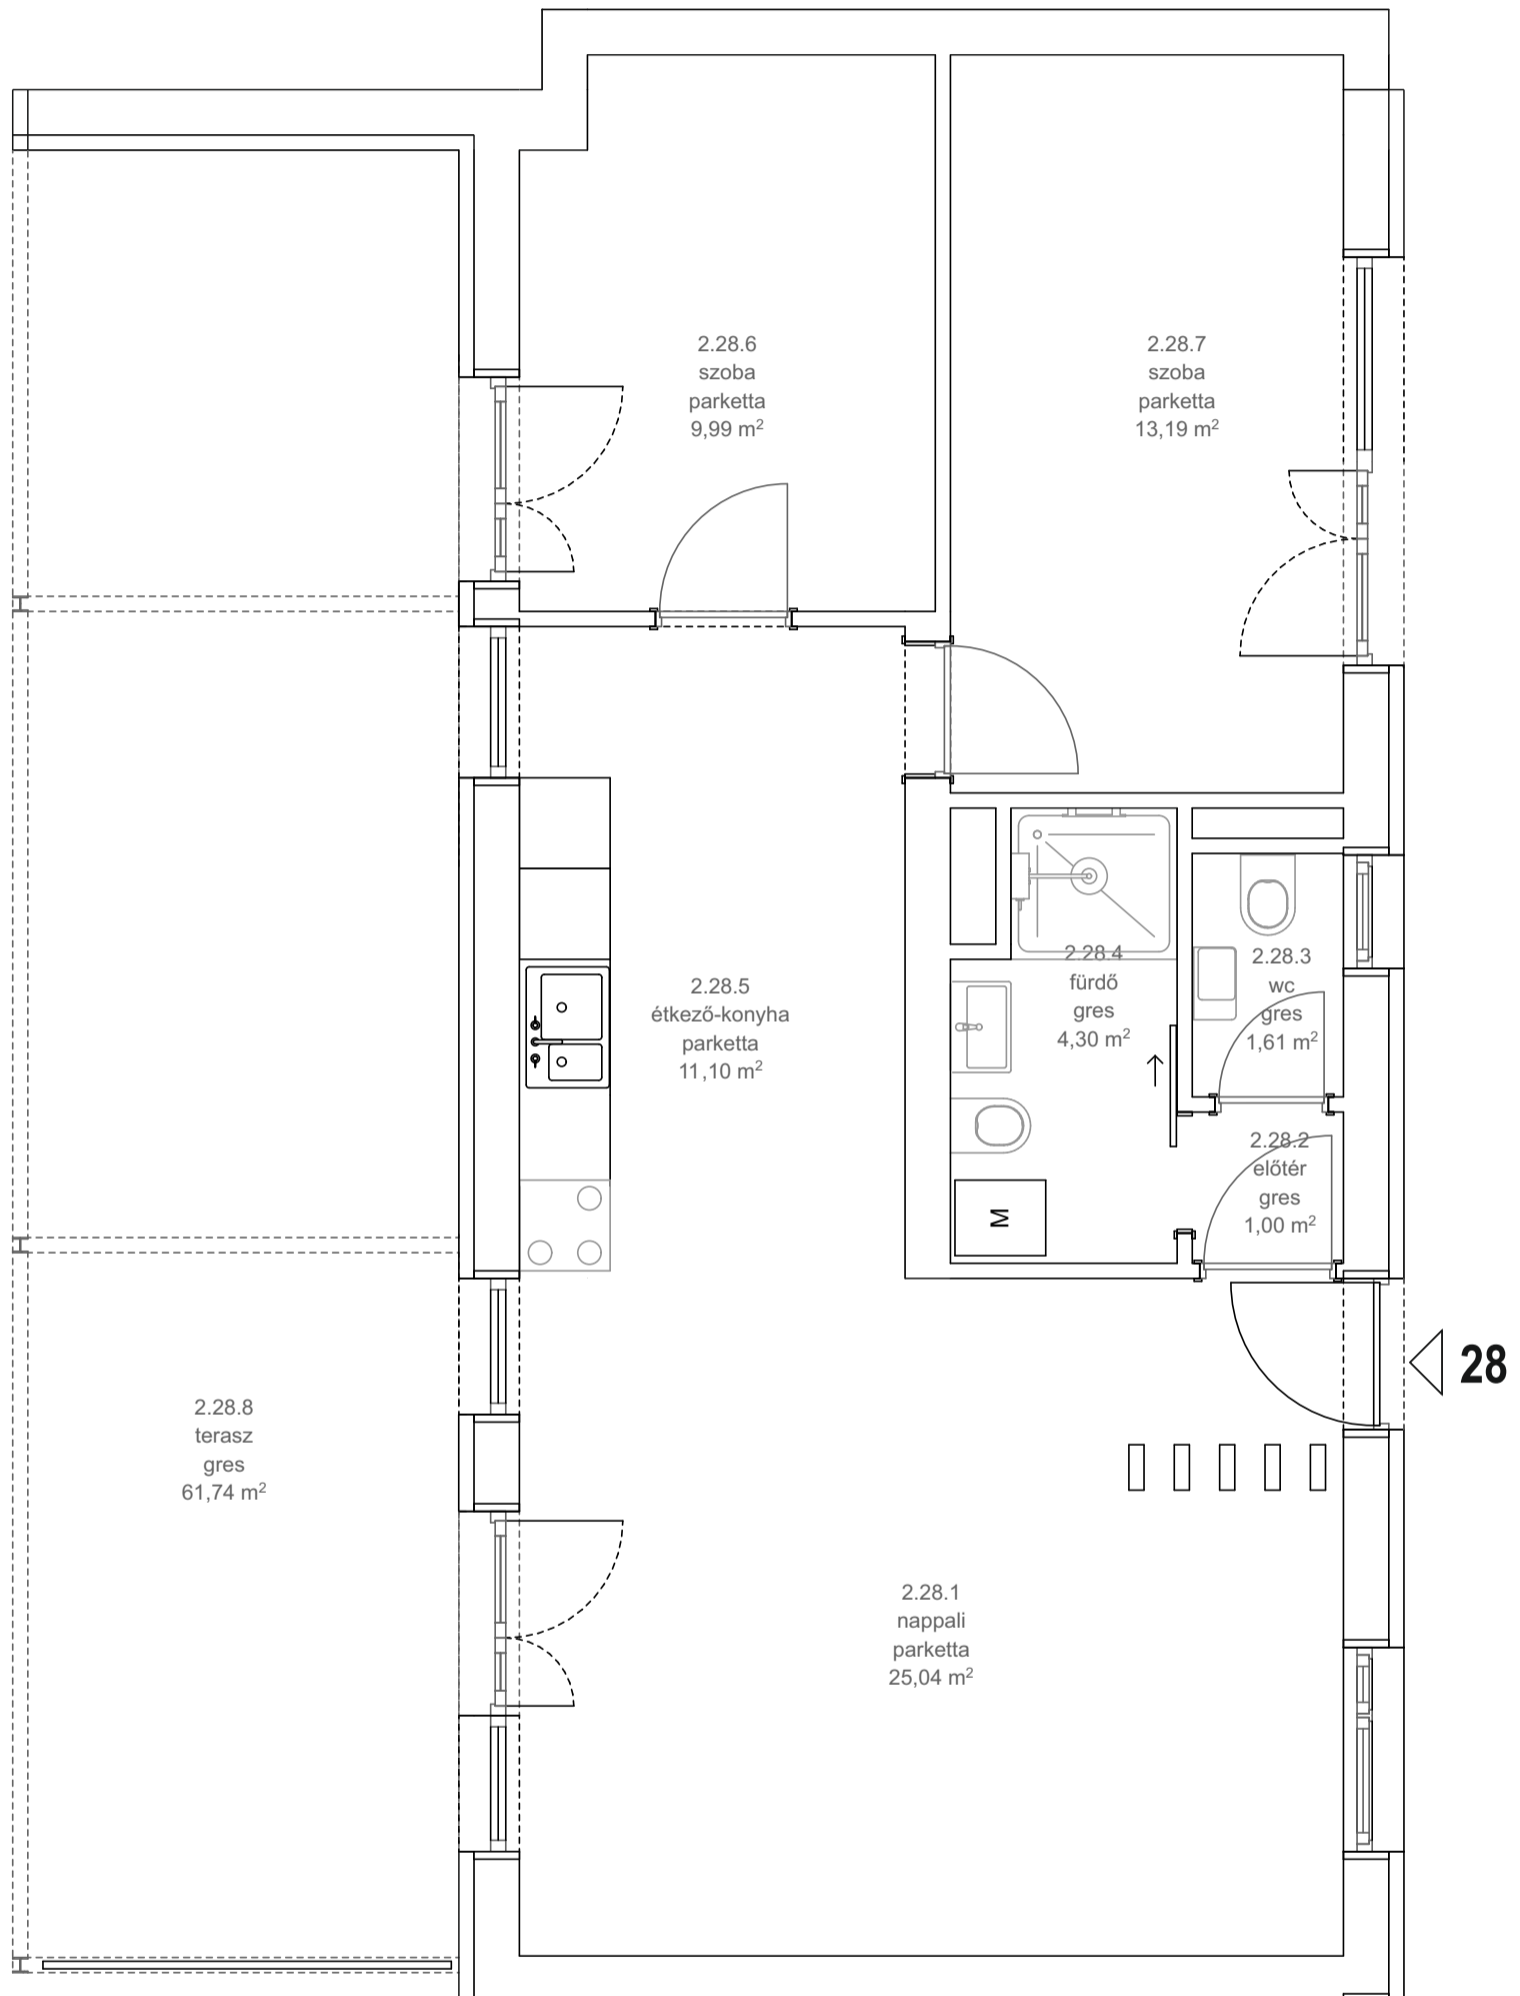 2.28.6
szoba
parketta
9,99 m²
2.28.7
szoba
parketta
13,19 m²
2.28.5
étkező-konyha
parketta
11,10 m²
2.28.4
fürdő
gres
4,30 m²
2.28.3
wc
gres
1,61 m²
2.28.2
előtér
gres
1,00 m²
M
28
2.28.8
terasz
gres
61,74 m²
2.28.1
nappali
parketta
25,04 m²